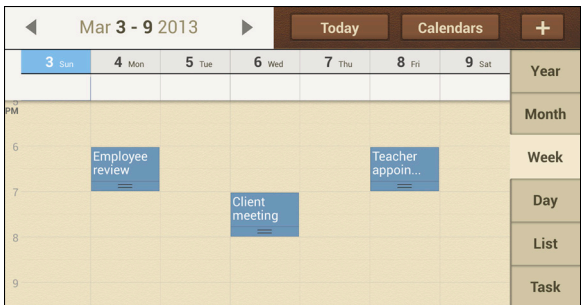 Mar 3 - 9 2013
Today
Calendars
+
3 Sun
4 Mon
5 Tue
6 Wed
7 Thu
8 Fri
9 Sat
Year
Month
Week
Day
List
Task
5
PM
6
7
8
9
Employee
review
Client
meeting
Teacher
appoin...